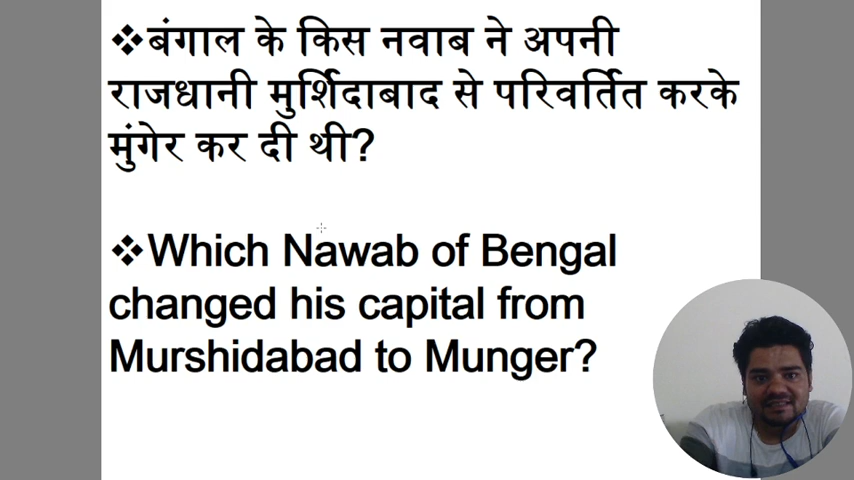 ❖बंगाल के किस नवाब ने अपनी
राजधानी मुर्शिदाबाद से परिवर्तित करके
मुंगेर कर दी थी?
❖Which Nawab of Bengal
changed his capital from
Murshidabad to Munger?